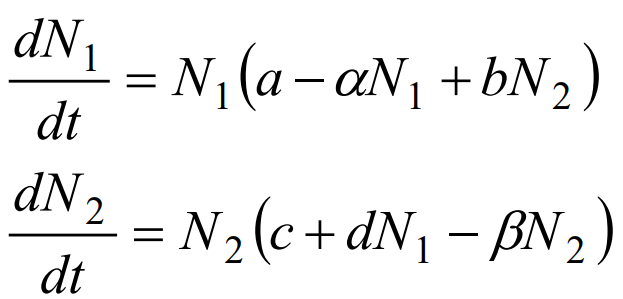 dN₁/dt = N₁(a − αN₁ + bN₂)
dN₂/dt = N₂(c + dN₁ − βN₂)